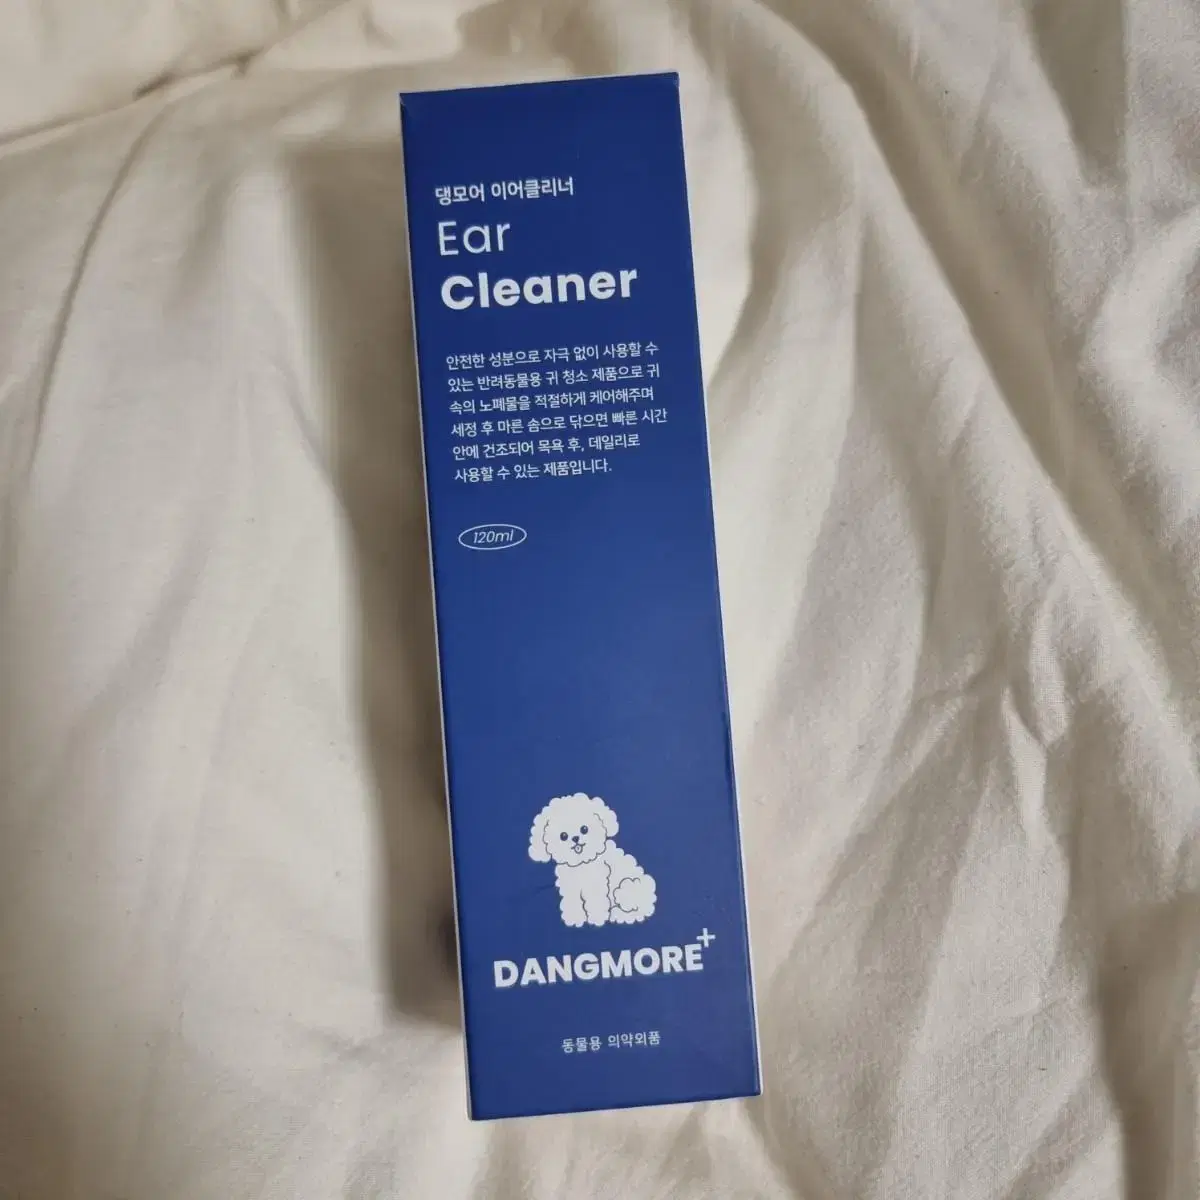 댕모어 이어클리너
Ear
Cleaner
안전한 성분으로 자극 없이 사용할 수
있는 반려동물용 귀 청소 제품으로 귀
속의 노폐물을 적절하게 케어해주며
세정 후 마른 솜으로 닦으면 빠른 시간
안에 건조되어 목욕 후, 데일리로
사용할 수 있는 제품입니다.
120ml
DANGMORE+
동물용 의약외품